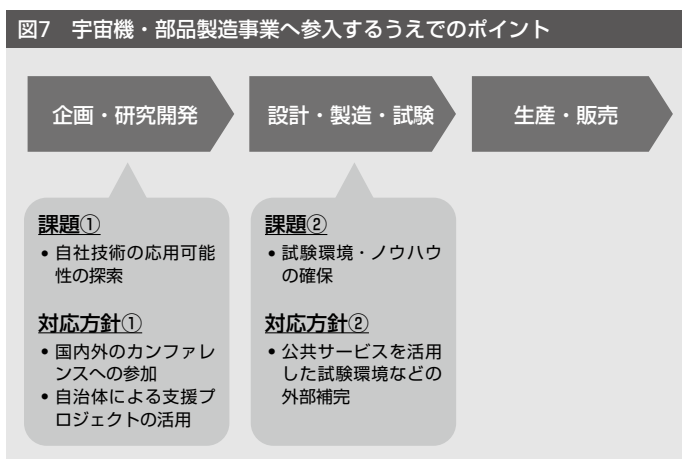 図7　宇宙機・部品製造事業へ参入するうえでのポイント
企画・研究開発
設計・製造・試験
生産・販売
課題①
• 自社技術の応用可能
性の探索
対応方針①
• 国内外のカンファレ
ンスへの参加
• 自治体による支援プ
ロジェクトの活用
課題②
• 試験環境・ノウハウ
の確保
対応方針②
• 公共サービスを活用
した試験環境などの
外部補完